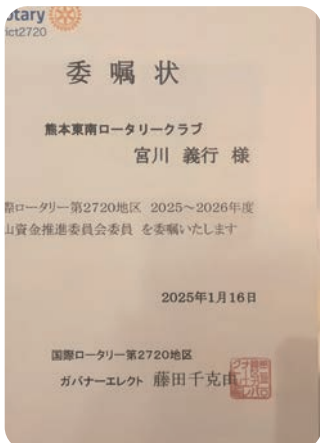 otary
rict2720
委嘱状
熊本東南ロータリークラブ
宮川 義行 様
際ロータリー第2720地区 2025～2026年度
山資金推進委員会委員 を委嘱いたします
2025年1月16日
国際ロータリー第2720地区
ガバナーエレクト 藤田千克由